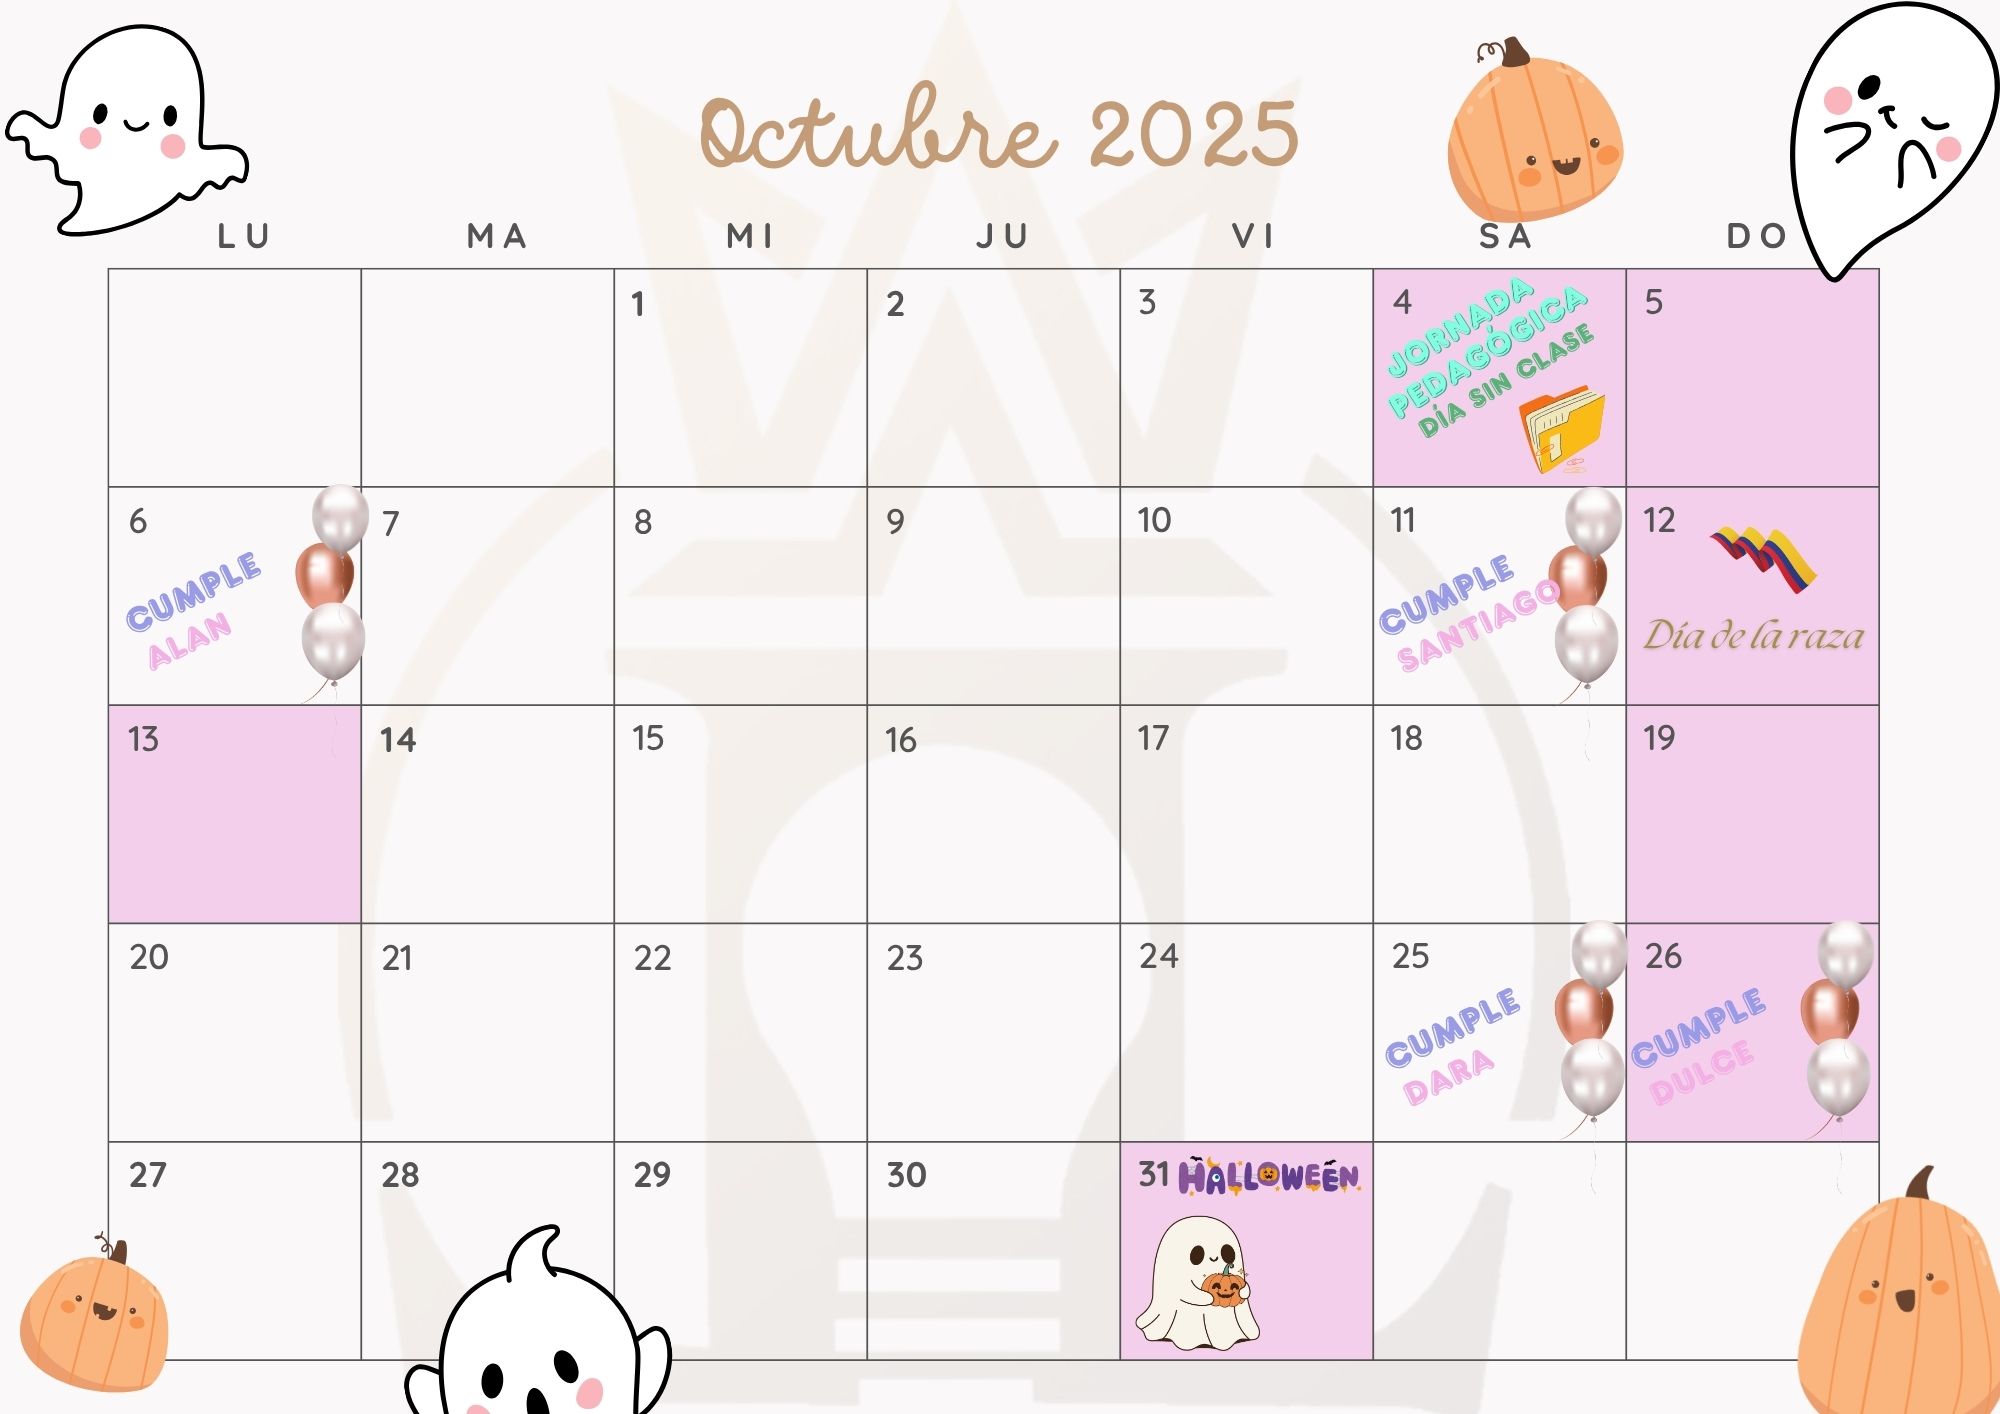 Octubre 2025
LU MA MI JU VI SA DO
1 2 3 4 5
JORNADA
PEDAGÓGICA
DÍA SIN CLASE
6 7 8 9 10 11 12
CUMPLE
ALAN
CUMPLE
SANTIAGO
Día de la raza
13 14 15 16 17 18 19
20 21 22 23 24 25 26
CUMPLE
DARA
CUMPLE
DULCE
27 28 29 30 31 HALLOWEEN